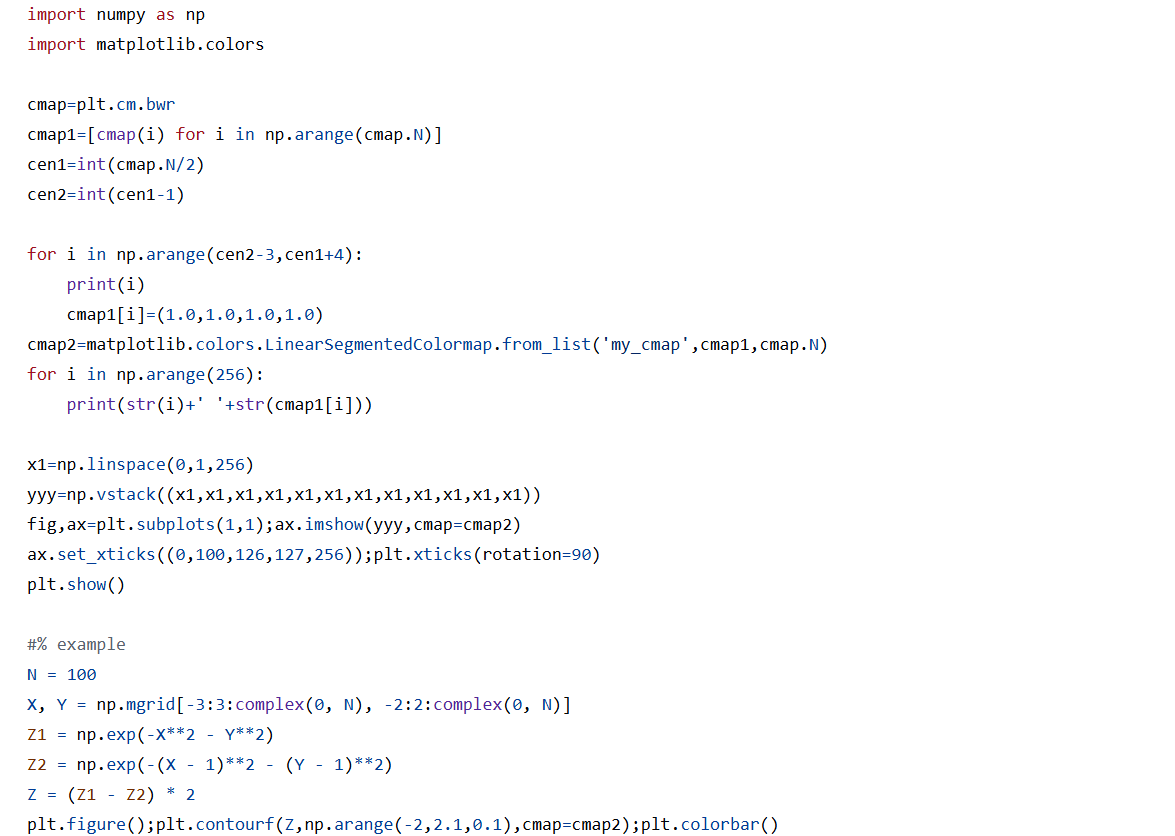 import numpy as np
import matplotlib.colors
cmap=plt.cm.bwr
cmap1=[cmap(i) for i in np.arange(cmap.N)]
cen1=int(cmap.N/2)
cen2=int(cen1-1)
for i in np.arange(cen2-3,cen1+4):
    print(i)
    cmap1[i]=(1.0,1.0,1.0,1.0)
cmap2=matplotlib.colors.LinearSegmentedColormap.from_list('my_cmap',cmap1,cmap.N)
for i in np.arange(256):
    print(str(i)+' '+str(cmap1[i]))
x1=np.linspace(0,1,256)
yyy=np.vstack((x1,x1,x1,x1,x1,x1,x1,x1,x1,x1,x1,x1))
fig,ax=plt.subplots(1,1);ax.imshow(yyy,cmap=cmap2)
ax.set_xticks((0,100,126,127,256));plt.xticks(rotation=90)
plt.show()
#% example
N = 100
X, Y = np.mgrid[-3:3:complex(0, N), -2:2:complex(0, N)]
Z1 = np.exp(-X**2 - Y**2)
Z2 = np.exp(-(X - 1)**2 - (Y - 1)**2)
Z = (Z1 - Z2) * 2
plt.figure();plt.contourf(Z,np.arange(-2,2.1,0.1),cmap=cmap2);plt.colorbar()